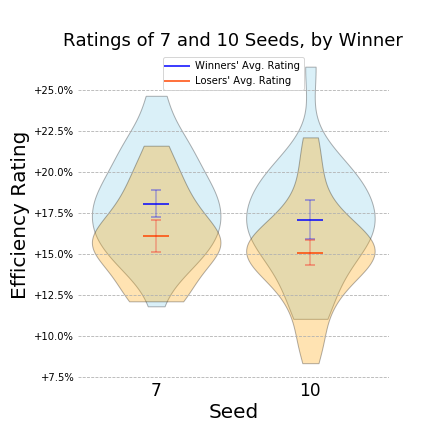 Ratings of 7 and 10 Seeds, by Winner
Winners' Avg. Rating
Losers' Avg. Rating
Efficiency Rating
+25.0%
+22.5%
+20.0%
+17.5%
+15.0%
+12.5%
+10.0%
+7.5%
7 10
Seed